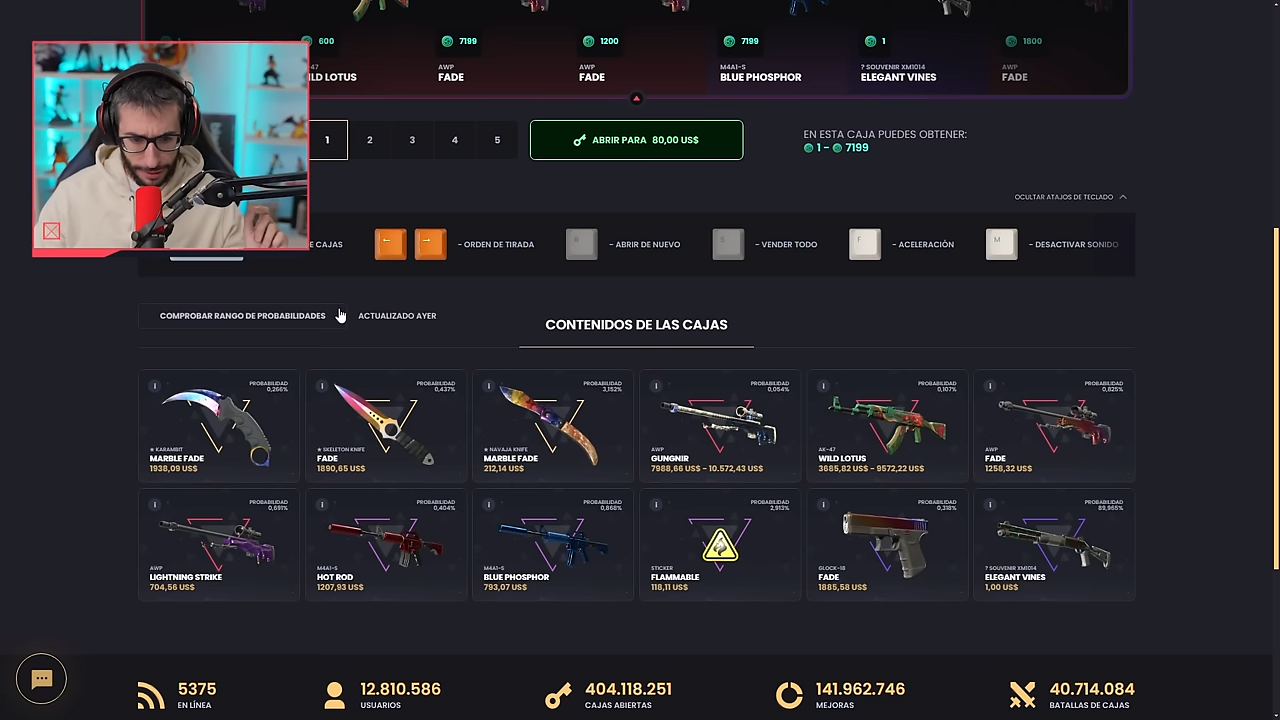 600
7199
1200
7199
1
1800
47
ILD LOTUS
AWP
FADE
AWP
FADE
M4A1-S
BLUE PHOSPHOR
? SOUVENIR XM1014
ELEGANT VINES
AWP
FADE
1
2
3
4
5
ABRIR PARA 80,00 US$
EN ESTA CAJA PUEDES OBTENER:
1 - 7199
OCULTAR ATAJOS DE TECLADO
E CAJAS
- ORDEN DE TIRADA
- ABRIR DE NUEVO
S
- VENDER TODO
F
- ACELERACIÓN
M
- DESACTIVAR SONIDO
COMPROBAR RANGO DE PROBABILIDADES
ACTUALIZADO AYER
CONTENIDOS DE LAS CAJAS
PROBABILIDAD
0,266%
★ KARAMBIT
MARBLE FADE
1938,09 US$
PROBABILIDAD
0,437%
★ SKELETON KNIFE
FADE
1890,65 US$
PROBABILIDAD
3,152%
★ NAVAJA KNIFE
MARBLE FADE
212,14 US$
PROBABILIDAD
0,054%
AWP
GUNGNIR
7988,66 US$ - 10.572,43 US$
PROBABILIDAD
0,107%
AK-47
WILD LOTUS
3685,82 US$ - 9572,22 US$
PROBABILIDAD
0,825%
AWP
FADE
1258,32 US$
PROBABILIDAD
0,691%
AWP
LIGHTNING STRIKE
704,56 US$
PROBABILIDAD
0,404%
M4A1-S
HOT ROD
1207,93 US$
PROBABILIDAD
0,868%
M4A1-S
BLUE PHOSPHOR
793,07 US$
PROBABILIDAD
2,913%
STICKER
FLAMMABLE
118,11 US$
PROBABILIDAD
0,318%
GLOCK-18
FADE
1885,58 US$
PROBABILIDAD
89,965%
? SOUVENIR XM1014
ELEGANT VINES
1,00 US$
5375
EN LÍNEA
12.810.586
USUARIOS
404.118.251
CAJAS ABIERTAS
141.962.746
MEJORAS
40.714.084
BATALLAS DE CAJAS